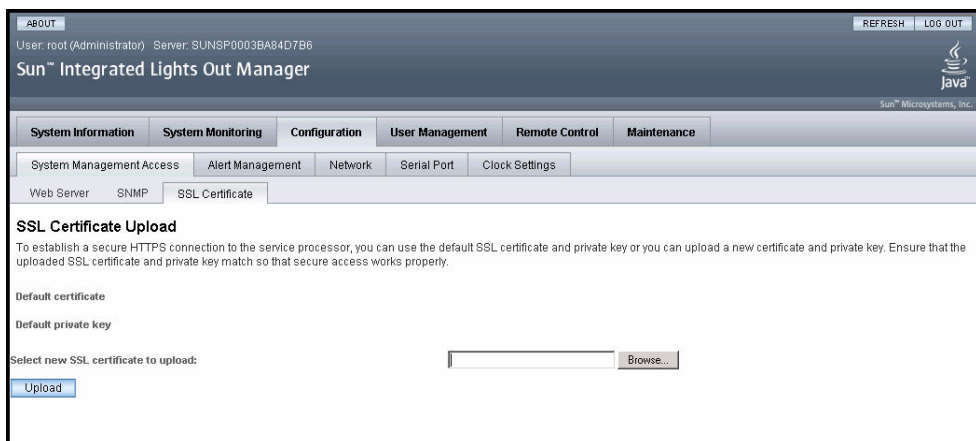 ABOUT
REFRESH LOG OUT
User: root (Administrator) Server: SUNSP0003BA84D7B6
Sun™ Integrated Lights Out Manager
Java™
Sun™ Microsystems, Inc.
System Information System Monitoring Configuration User Management Remote Control Maintenance
System Management Access Alert Management Network Serial Port Clock Settings
Web Server SNMP SSL Certificate
SSL Certificate Upload
To establish a secure HTTPS connection to the service processor, you can use the default SSL certificate and private key or you can upload a new certificate and private key. Ensure that the
uploaded SSL certificate and private key match so that secure access works properly.
Default certificate
Default private key
Select new SSL certificate to upload:
Browse...
Upload